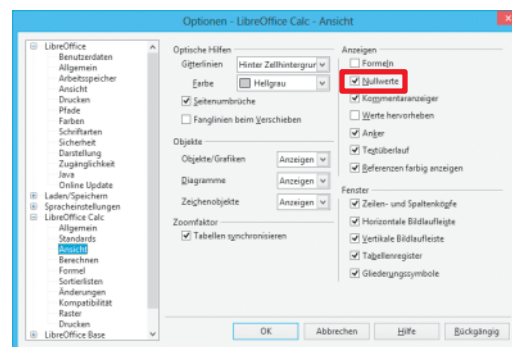 Optionen - LibreOffice Calc - Ansicht
LibreOffice
Benutzerdaten
Allgemein
Arbeitsspeicher
Ansicht
Drucken
Pfade
Farben
Schriftarten
Sicherheit
Darstellung
Zugänglichkeit
Java
Online Update
Laden/Speichern
Spracheinstellungen
LibreOffice Calc
Allgemein
Standards
Ansicht
Berechnen
Formel
Sortierlisten
Änderungen
Kompatibilität
Raster
Drucken
LibreOffice Base
Optische Hilfen
Gitterlinien Hinter Zellhintergrur
Farbe Hellgrau
Seitenumbrüche
Fanglinien beim Verschieben
Objekte
Objekte/Grafiken Anzeigen
Diagramme Anzeigen
Zeichenobjekte Anzeigen
Zoomfaktor
Tabellen synchronisieren
Anzeigen
Formeln
Nullwerte
Kommentaranzeiger
Werte hervorheben
Anker
Textüberlauf
Referenzen farbig anzeigen
Fenster
Zeilen- und Spaltenköpfe
Horizontale Bildlaufleiste
Vertikale Bildlaufleiste
Tabellenregister
Gliederungssymbole
OK Abbrechen Hilfe Rückgängig